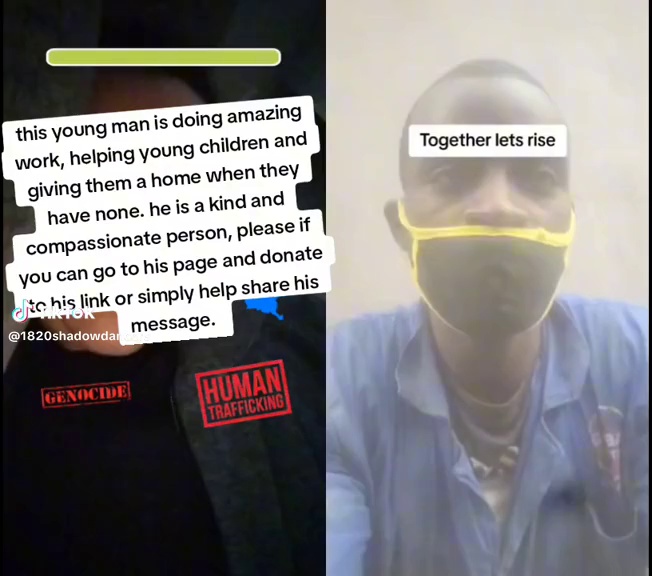 this young man is doing amazing
work, helping young children and
giving them a home when they
have none. he is a kind and
compassionate person, please if
you can go to his page and donate
to his link or simply help share his
message.
Together lets rise
TikTok
@1820shadowda
GENOCIDE
HUMAN
TRAFFICKING